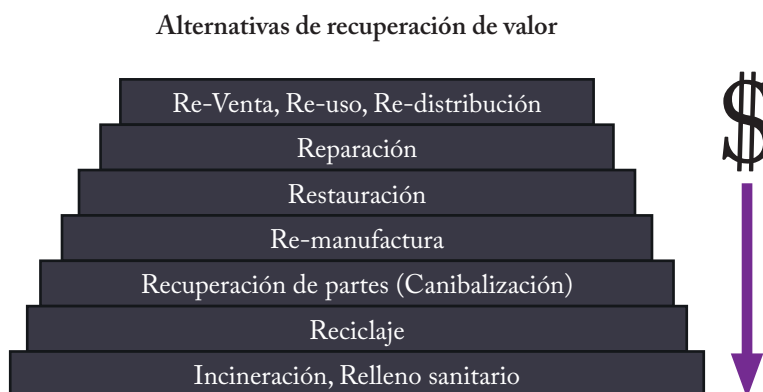 Alternativas de recuperación de valor
Re-Venta, Re-uso, Re-distribución
$
Reparación
Restauración
Re-manufactura
Recuperación de partes (Canibalización)
Reciclaje
Incineración, Relleno sanitario